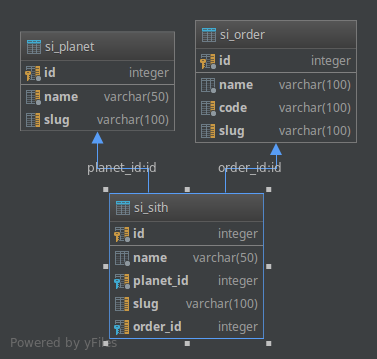 si_planet
id integer
name varchar(50)
slug varchar(100)
si_order
id integer
name varchar(100)
code varchar(100)
slug varchar(100)
planet_id:id
order_id:id
si_sith
id integer
name varchar(50)
planet_id integer
slug varchar(100)
order_id integer
Powered by yFiles